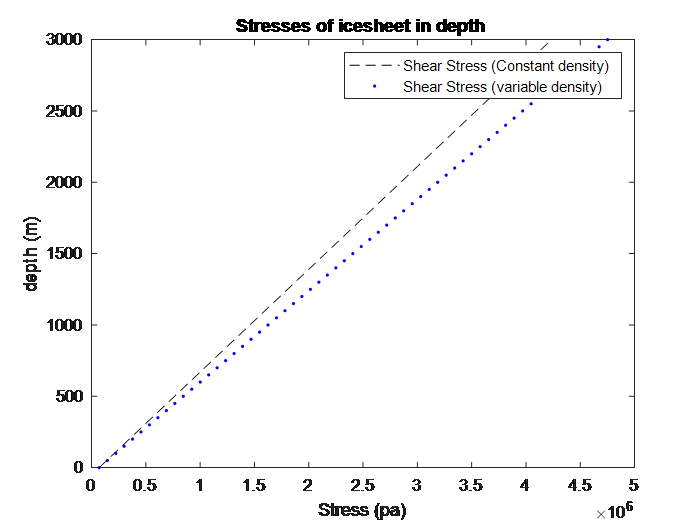 Stresses of icesheet in depth
3000
2500
2000
1500
1000
500
0
depth (m)
Shear Stress (Constant density)
Shear Stress (variable density)
0 0.5 1 1.5 2 2.5 3 3.5 4 4.5 5
Stress (pa)
×10⁶